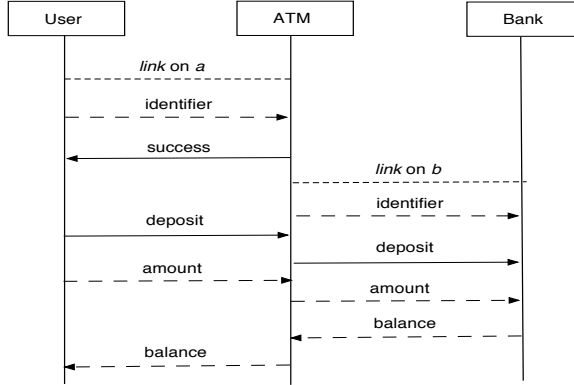 User
ATM
Bank
link on a
identifier
success
link on b
identifier
deposit
deposit
amount
amount
balance
balance